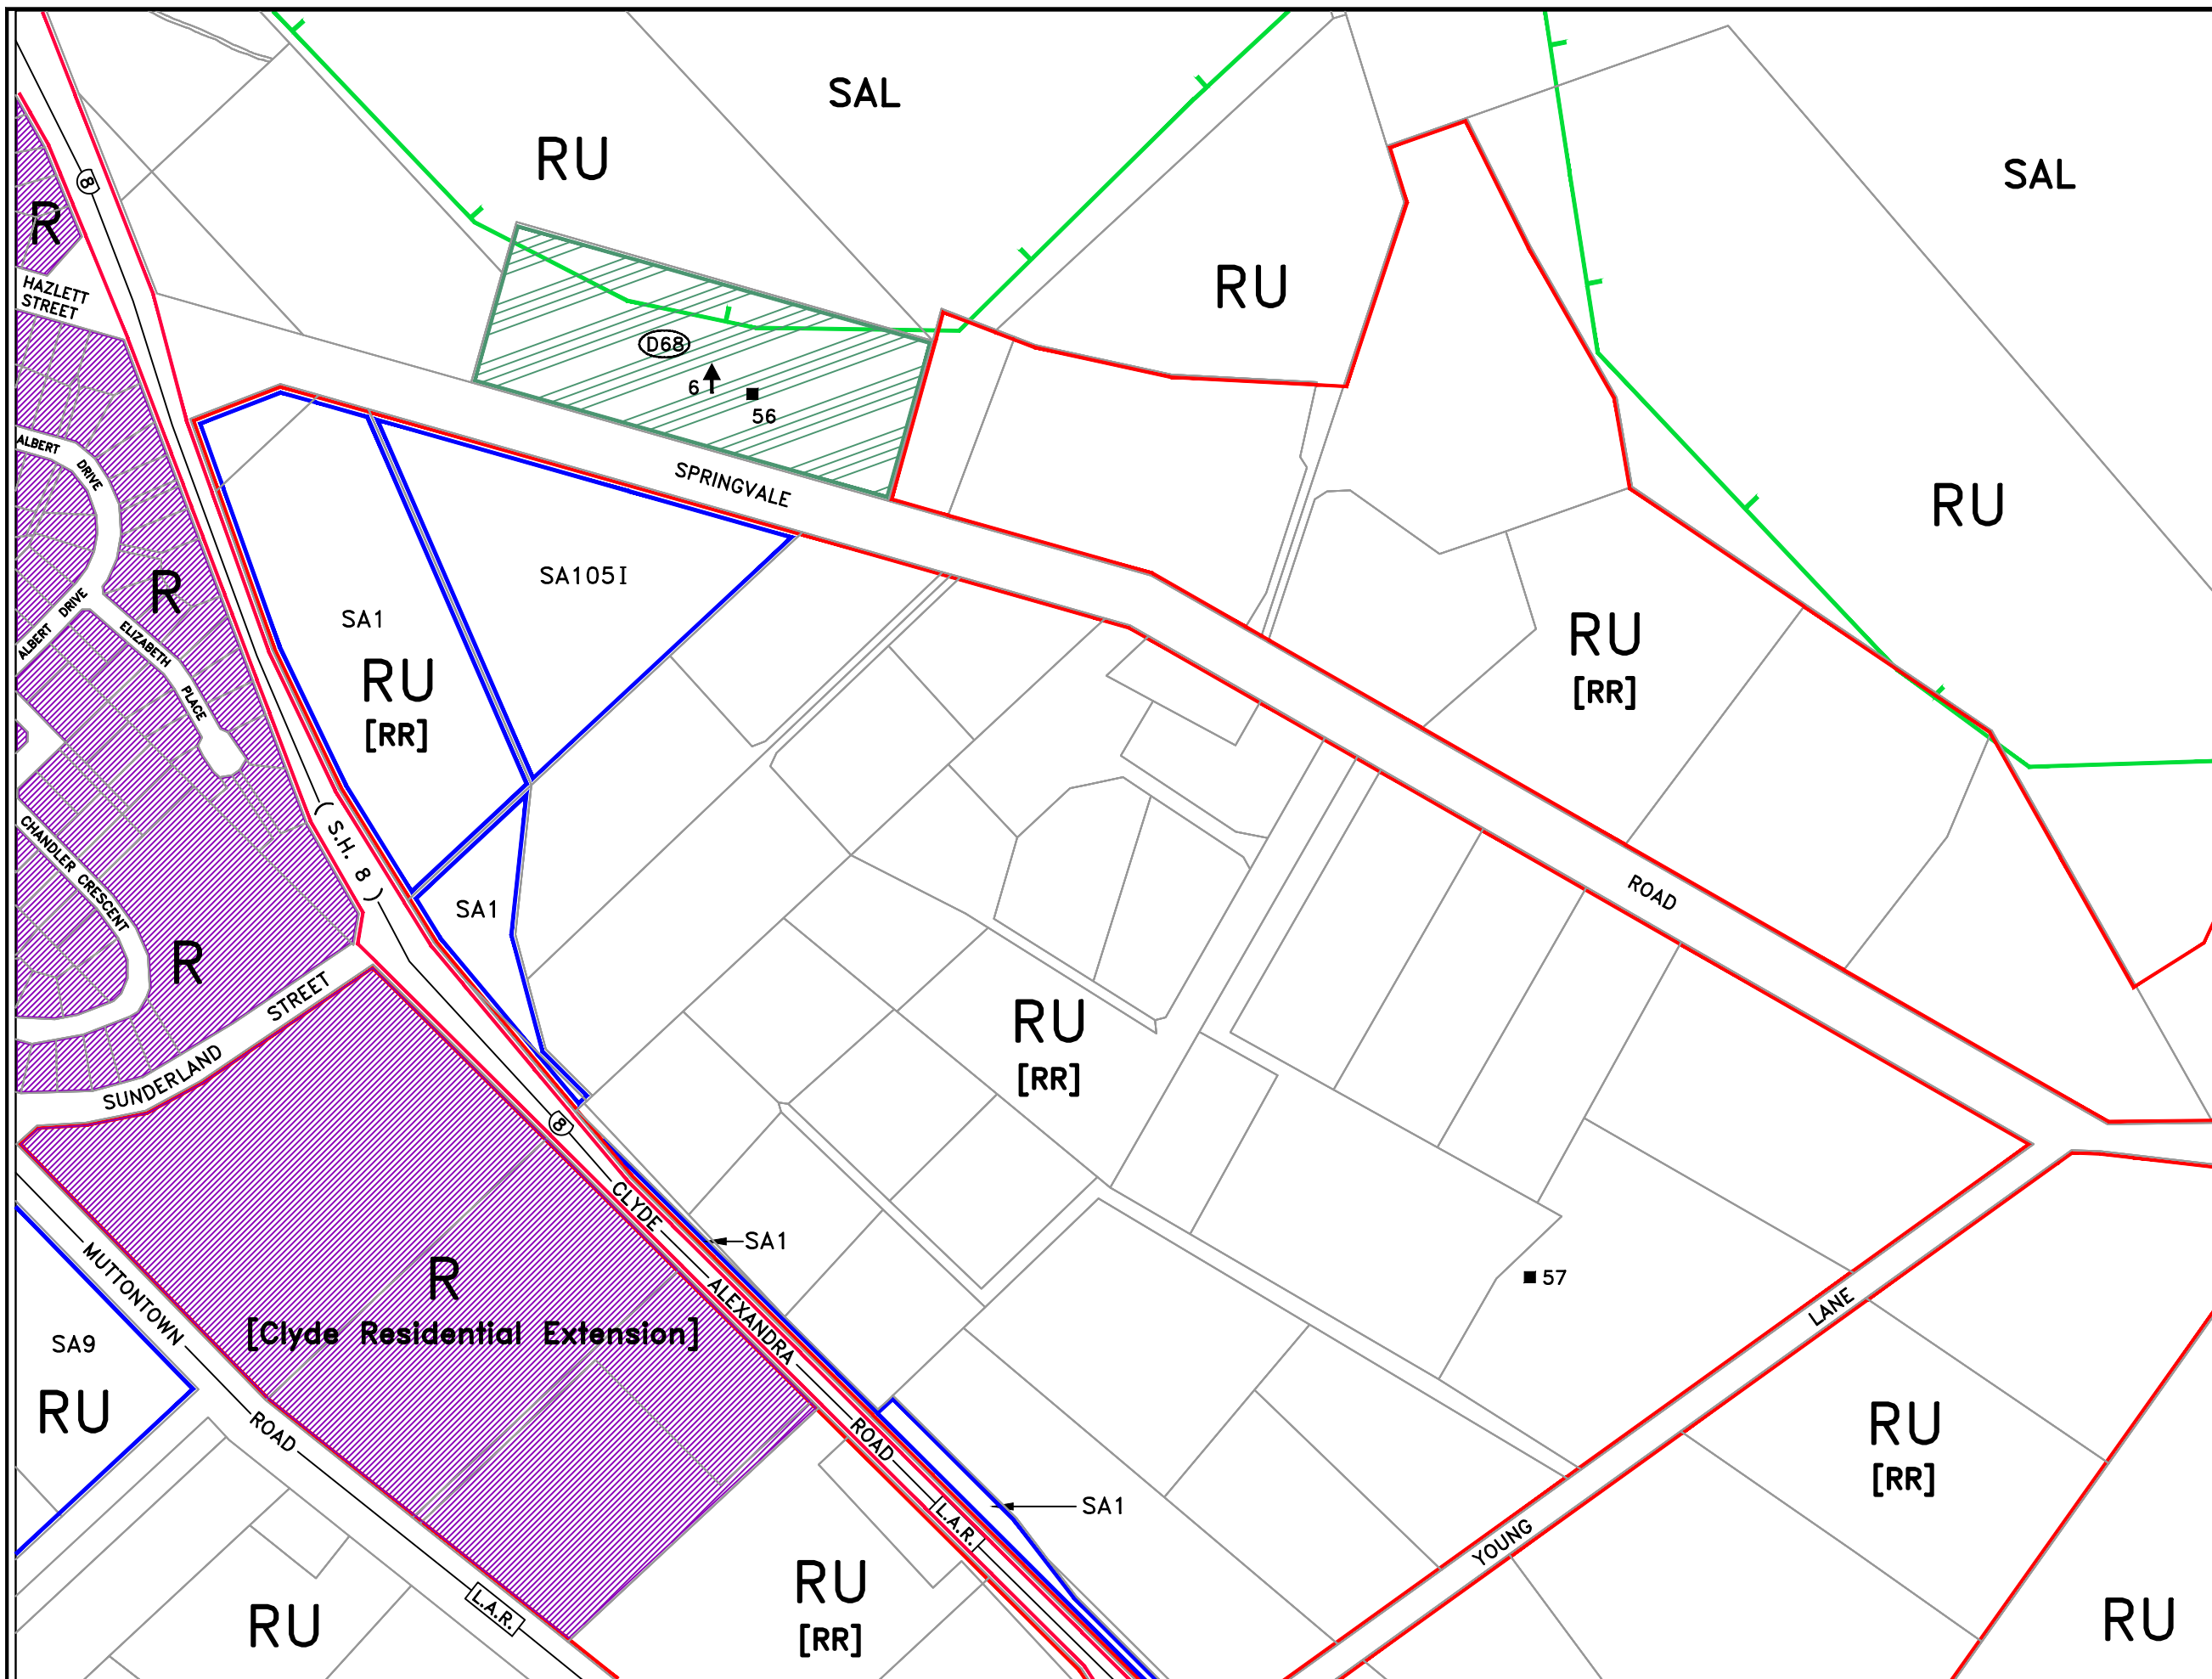 SAL
RU
SAL
8
R
HAZLETT
STREET
RU
D68
6
56
ALBERT
DRIVE
SPRINGVALE
RU
SA105I
R
SA1
ALBERT DRIVE
ELIZABETH
PLACE
RU
[RR]
RU
[RR]
( S.H. 8 )
CHANDLER CRESCENT
ROAD
SA1
R
STREET
RU
[RR]
SUNDERLAND
8
CLYDE
SA1
57
R
MUTTONTOWN
ALEXANDRA
LANE
[Clyde Residential Extension]
SA9
RU
ROAD
ROAD
RU
[RR]
SA1
L.A.R.
YOUNG
RU
[RR]
L.A.R.
RU
RU